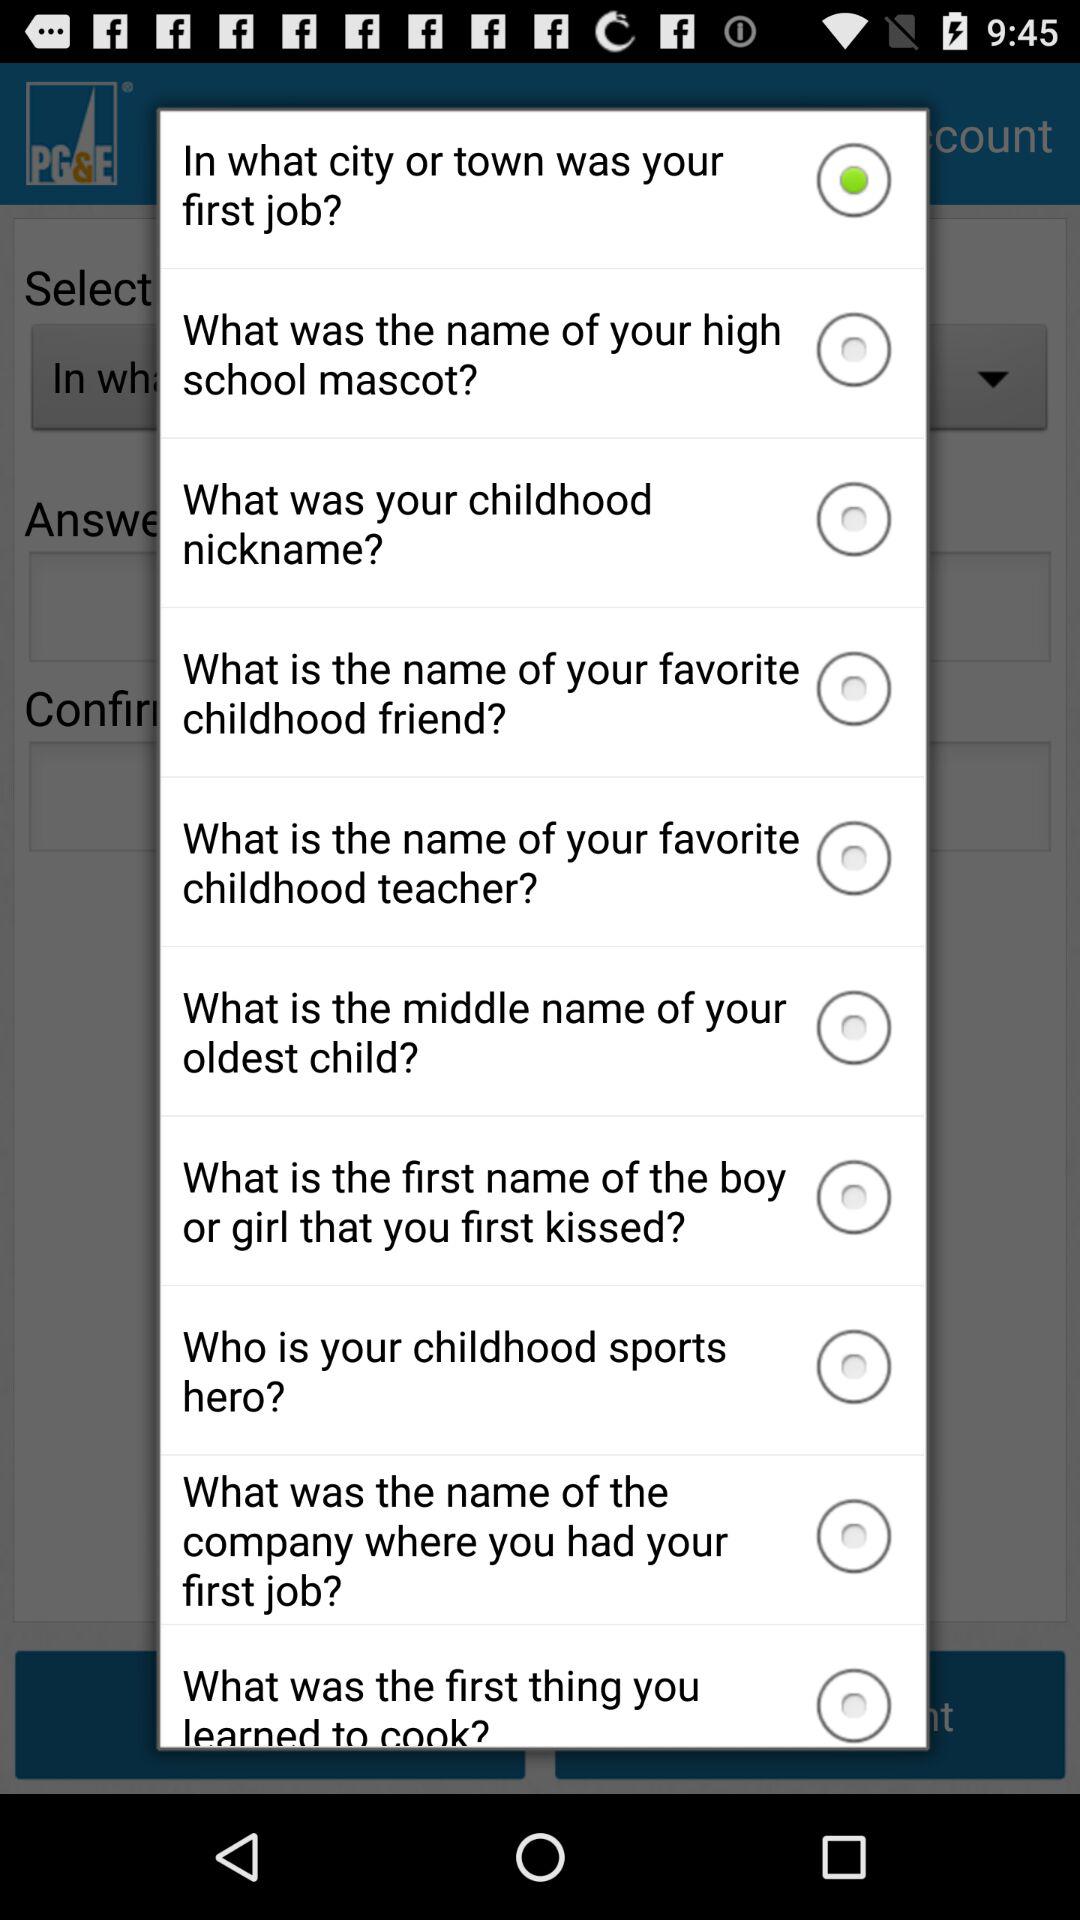 9:45
PG&E®
count
In what city or town was your
first job?
Select
What was the name of your high
school mascot?
In wha
What was your childhood
nickname?
Answe
What is the name of your favorite
childhood friend?
Confir
What is the name of your favorite
childhood teacher?
What is the middle name of your
oldest child?
What is the first name of the boy
or girl that you first kissed?
Who is your childhood sports
hero?
What was the name of the
company where you had your
first job?
What was the first thing you
learned to cook?
nt